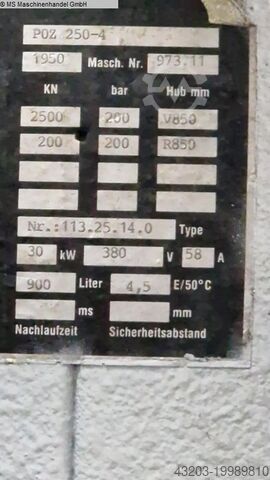 © MS Maschinenhandel GmbH
POZ 250-4
1950 Masch. Nr. 973.11
KN bar Hub mm
2500 200 V850
200 200 R850
Nr.:113.25.14.0 Type
30 kW 380 V 58 A
900 Liter 4,5 E/50°C
ms mm
Nachlaufzeit Sicherheitsabstand
43203-19989810